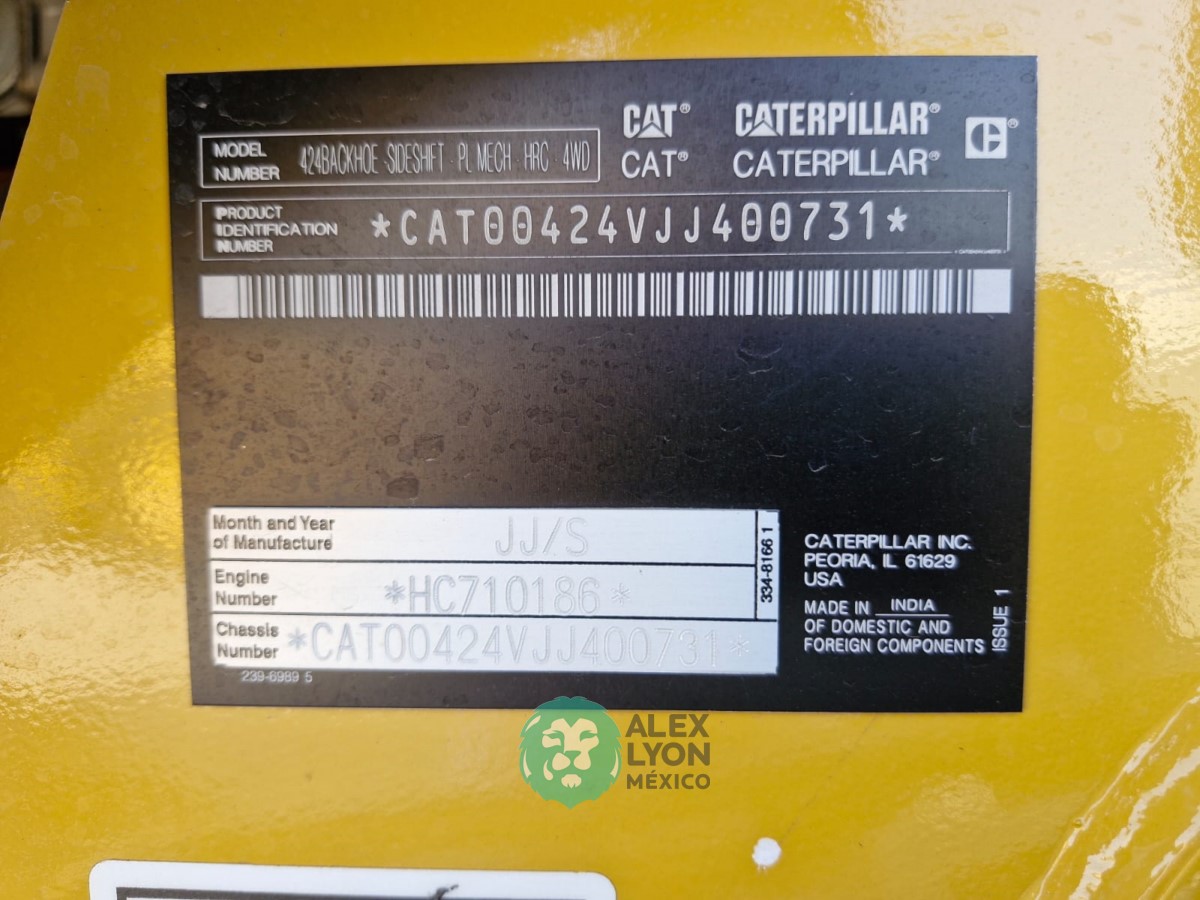 MODEL NUMBER 424BACKHOE SIDESHIFT PL MECH HRC 4WD
CAT® CATERPILLAR®
CAT® CATERPILLAR®
PRODUCT
IDENTIFICATION
NUMBER
*CAT00424VJJ400731*
Month and Year
of Manufacture
JJ/S
Engine
Number
*HC710186*
Chassis
Number
*CAT00424VJJ400731*
334-8166 1
239-6989 5
CATERPILLAR INC.
PEORIA, IL 61629
USA
MADE IN INDIA
OF DOMESTIC AND
FOREIGN COMPONENTS
ISSUE 1
ALEX
LYON
MÉXICO